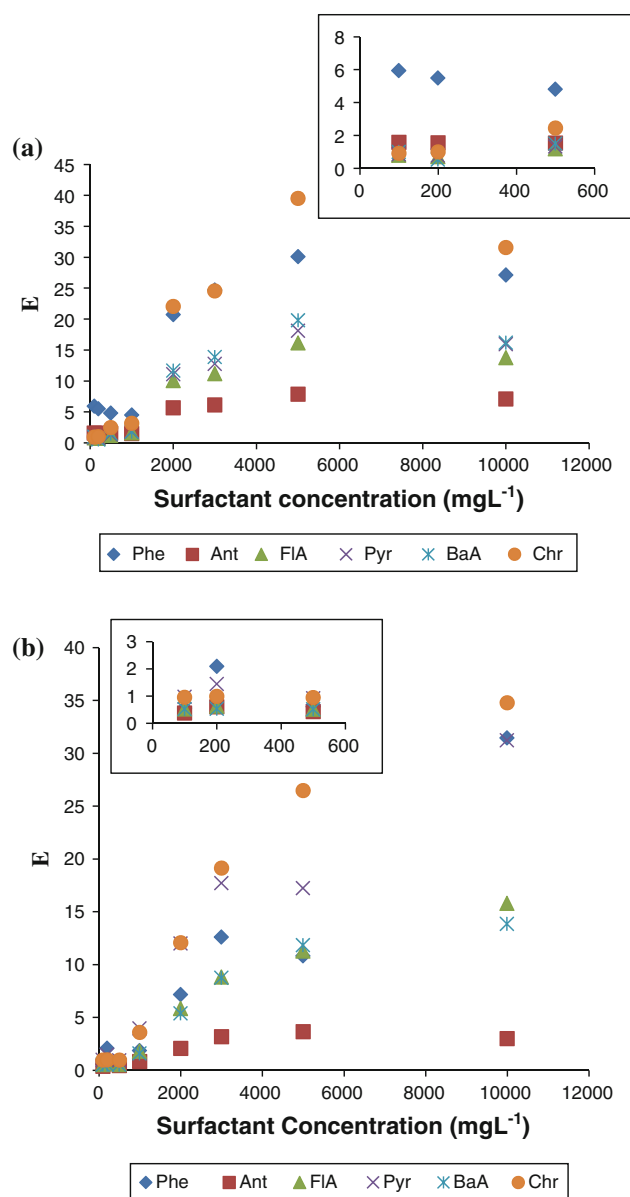 (a)
8
6
4
2
0
0 200 400 600
45
40
35
30
25
20
15
10
5
0
E
0 2000 4000 6000 8000 10000 12000
Surfactant concentration (mgL-1)
Phe Ant FlA Pyr BaA Chr
(b)
3
2
1
0
0 200 400 600
40
35
30
25
20
15
10
5
0
E
0 2000 4000 6000 8000 10000 12000
Surfactant Concentration (mgL-1)
Phe Ant FlA Pyr BaA Chr